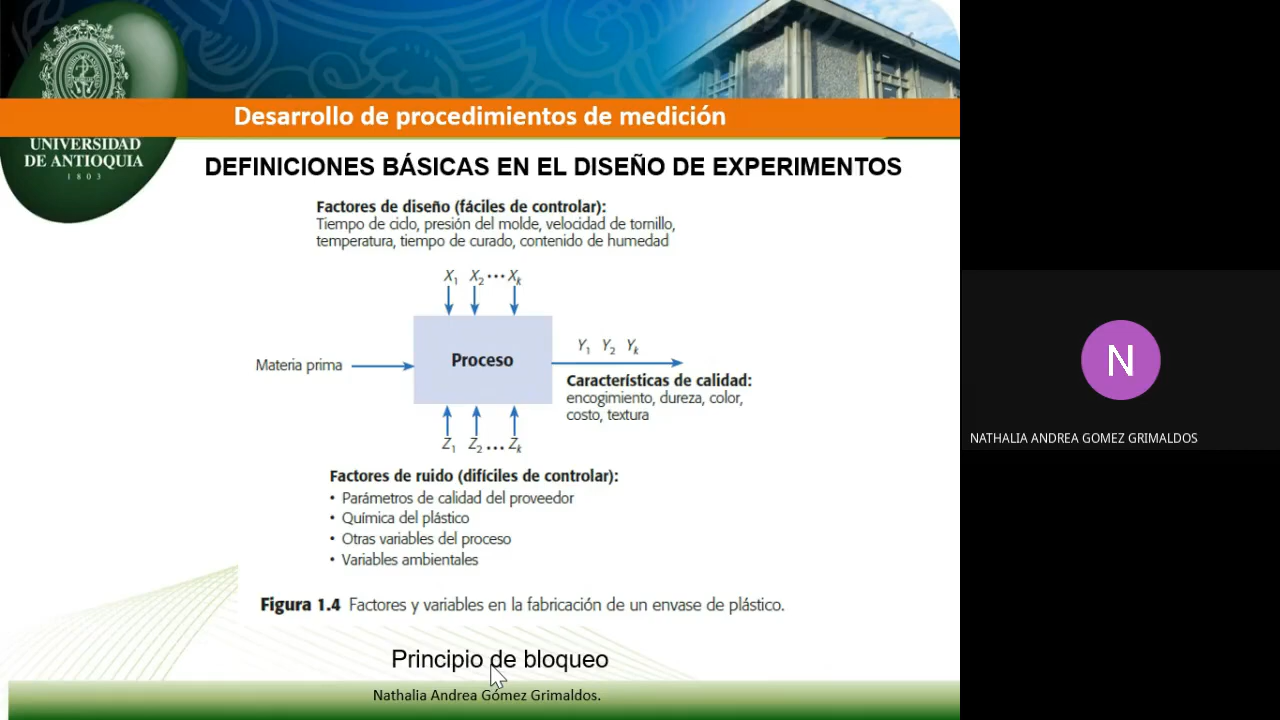 UNIVERSIDAD
DE ANTIOQUIA
1803
Desarrollo de procedimientos de medición
DEFINICIONES BÁSICAS EN EL DISEÑO DE EXPERIMENTOS
Factores de diseño (fáciles de controlar):
Tiempo de ciclo, presión del molde, velocidad de tornillo,
temperatura, tiempo de curado, contenido de humedad
X1 X2 ••• Xk
Materia prima
Proceso
Y1 Y2 Yk
Características de calidad:
encogimiento, dureza, color,
costo, textura
Z1 Z2 ••• Zk
Factores de ruido (difíciles de controlar):
• Parámetros de calidad del proveedor
• Química del plástico
• Otras variables del proceso
• Variables ambientales
Figura 1.4 Factores y variables en la fabricación de un envase de plástico.
Principio de bloqueo
Nathalia Andrea Gómez Grimaldos.
N
NATHALIA ANDREA GOMEZ GRIMALDOS